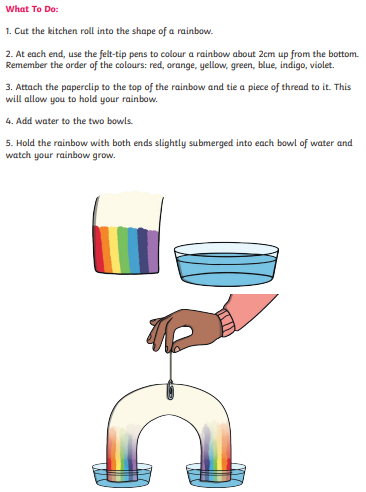 What To Do:
1. Cut the kitchen roll into the shape of a rainbow.
2. At each end, use the felt-tip pens to colour a rainbow about 2cm up from the bottom.
Remember the order of the colours: red, orange, yellow, green, blue, indigo, violet.
3. Attach the paperclip to the top of the rainbow and tie a piece of thread to it. This
will allow you to hold your rainbow.
4. Add water to the two bowls.
5. Hold the rainbow with both ends slightly submerged into each bowl of water and
watch your rainbow grow.